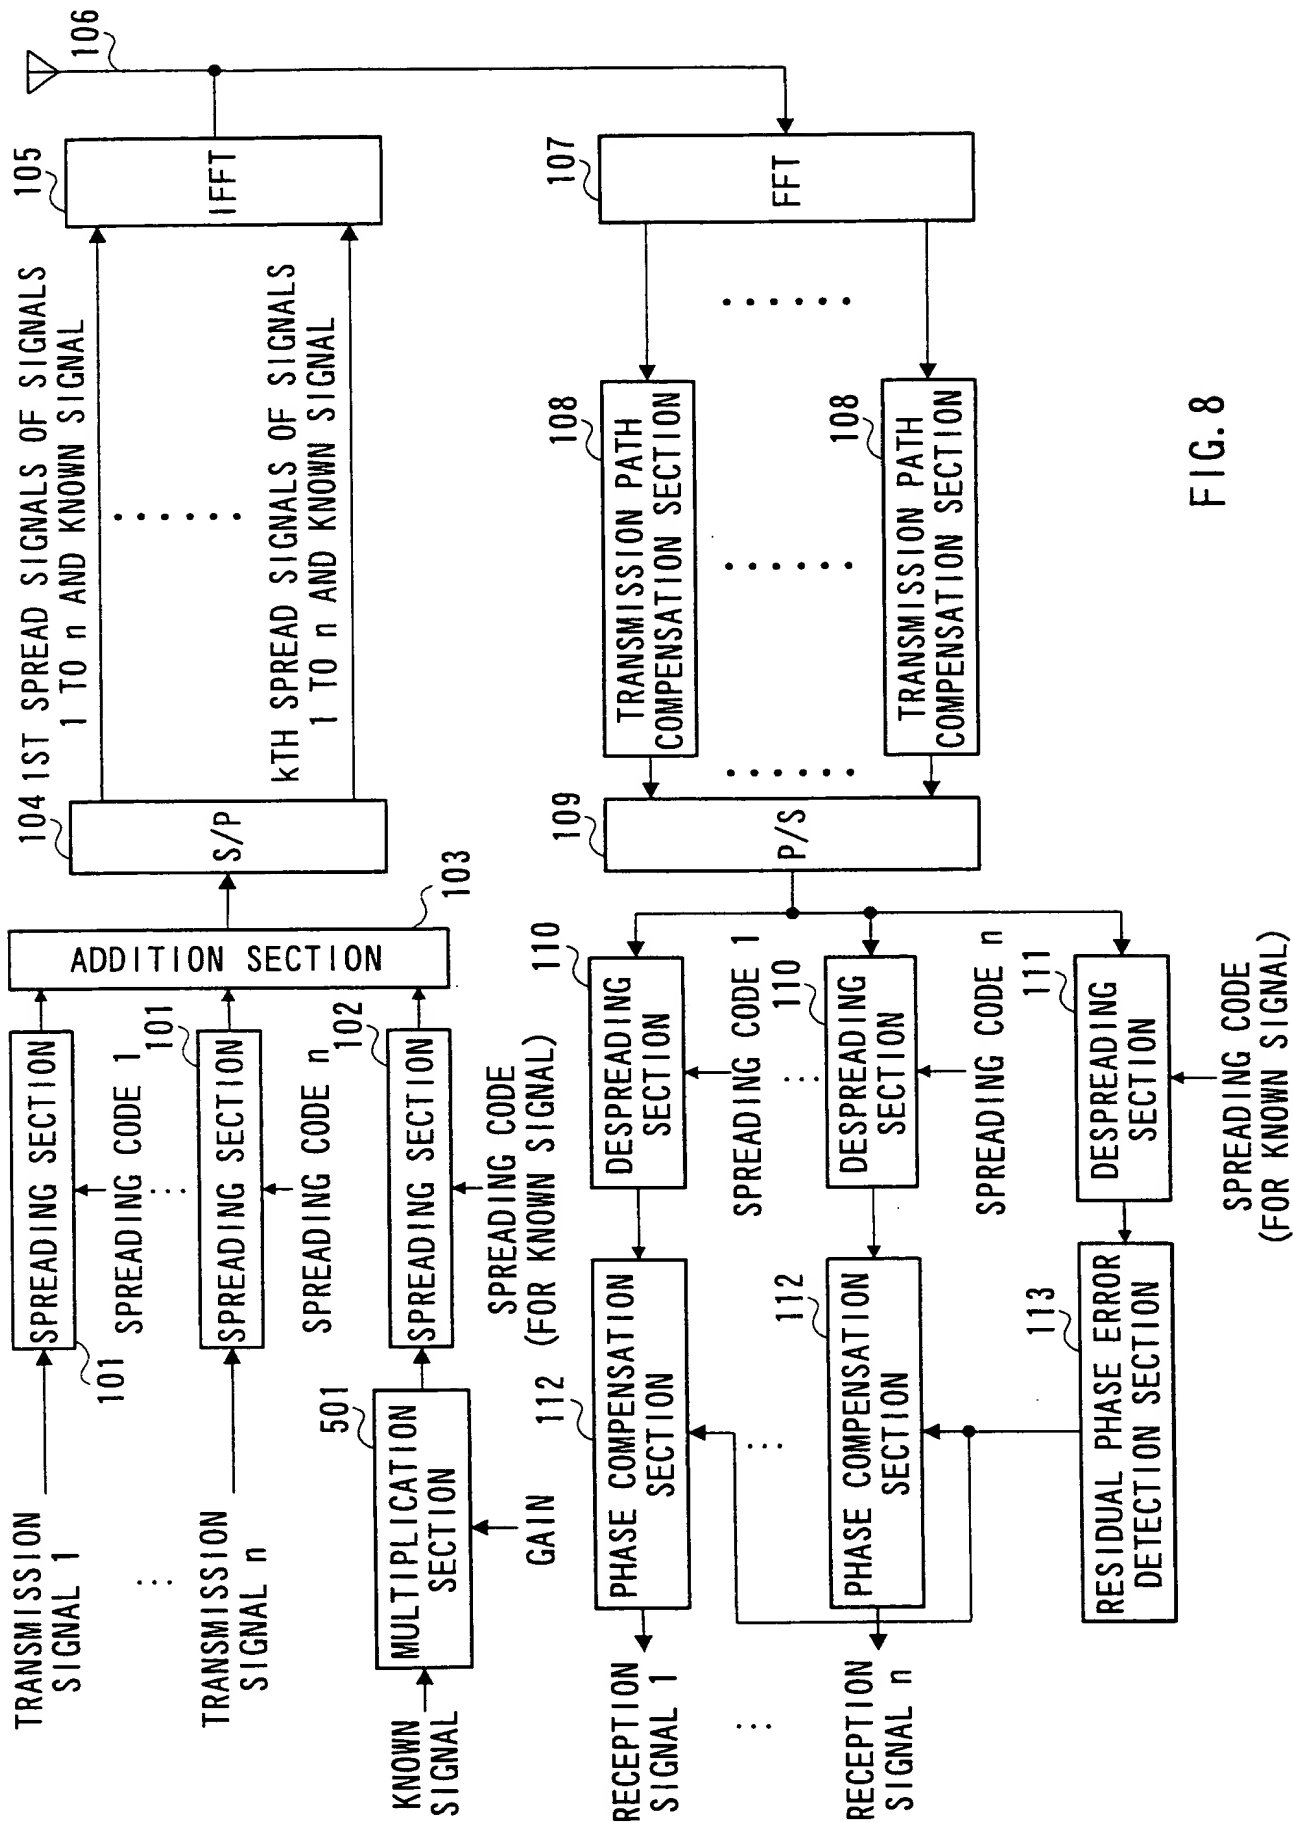 TRANSMISSION
SIGNAL 1
101
SPREADING SECTION
SPREADING CODE 1
TRANSMISSION
SIGNAL n
101
SPREADING SECTION
SPREADING CODE n
KNOWN
SIGNAL
501
MULTIPLICATION
SECTION
GAIN
102
SPREADING SECTION
SPREADING CODE
(FOR KNOWN SIGNAL)
ADDITION SECTION
103
104
S/P
1ST SPREAD SIGNALS OF SIGNALS
1 TO n AND KNOWN SIGNAL
kTH SPREAD SIGNALS OF SIGNALS
1 TO n AND KNOWN SIGNAL
105
IFFT
106
RECEPTION
SIGNAL 1
112
PHASE COMPENSATION
SECTION
110
DESPREADING
SECTION
SPREADING CODE 1
RECEPTION
SIGNAL n
112
PHASE COMPENSATION
SECTION
110
DESPREADING
SECTION
SPREADING CODE n
113
RESIDUAL PHASE ERROR
DETECTION SECTION
111
DESPREADING
SECTION
SPREADING CODE
(FOR KNOWN SIGNAL)
109
P/S
108
TRANSMISSION PATH
COMPENSATION SECTION
108
TRANSMISSION PATH
COMPENSATION SECTION
107
FFT
FIG. 8